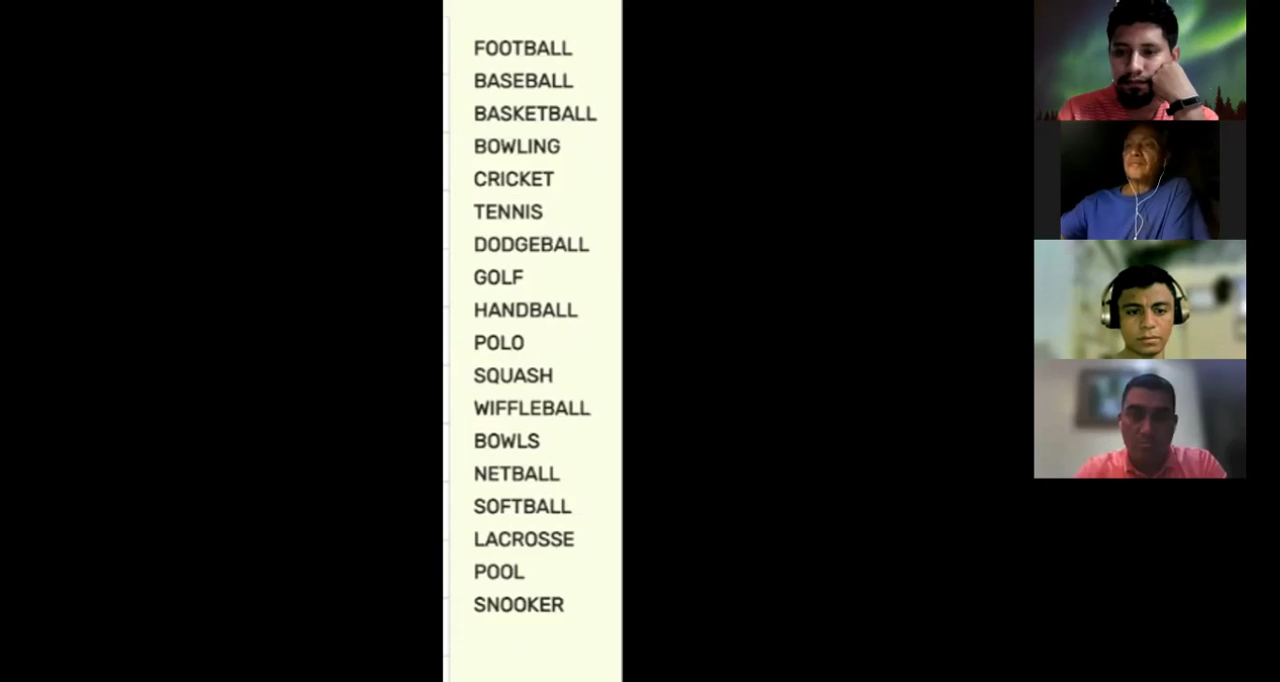 FOOTBALL
BASEBALL
BASKETBALL
BOWLING
CRICKET
TENNIS
DODGEBALL
GOLF
HANDBALL
POLO
SQUASH
WIFFLEBALL
BOWLS
NETBALL
SOFTBALL
LACROSSE
POOL
SNOOKER